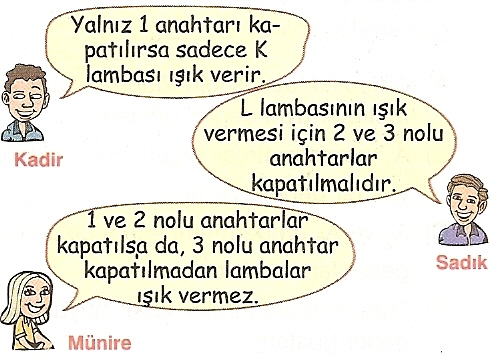 Yalnız 1 anahtarı ka-
patılırsa sadece K
lambası ışık verir.
Kadir
L lambasının ışık
vermesi için 2 ve 3 nolu
anahtarlar
kapatılmalıdır.
Sadık
1 ve 2 nolu anahtarlar
kapatılsa da, 3 nolu anahtar
kapatılmadan lambalar
ışık vermez.
Münire